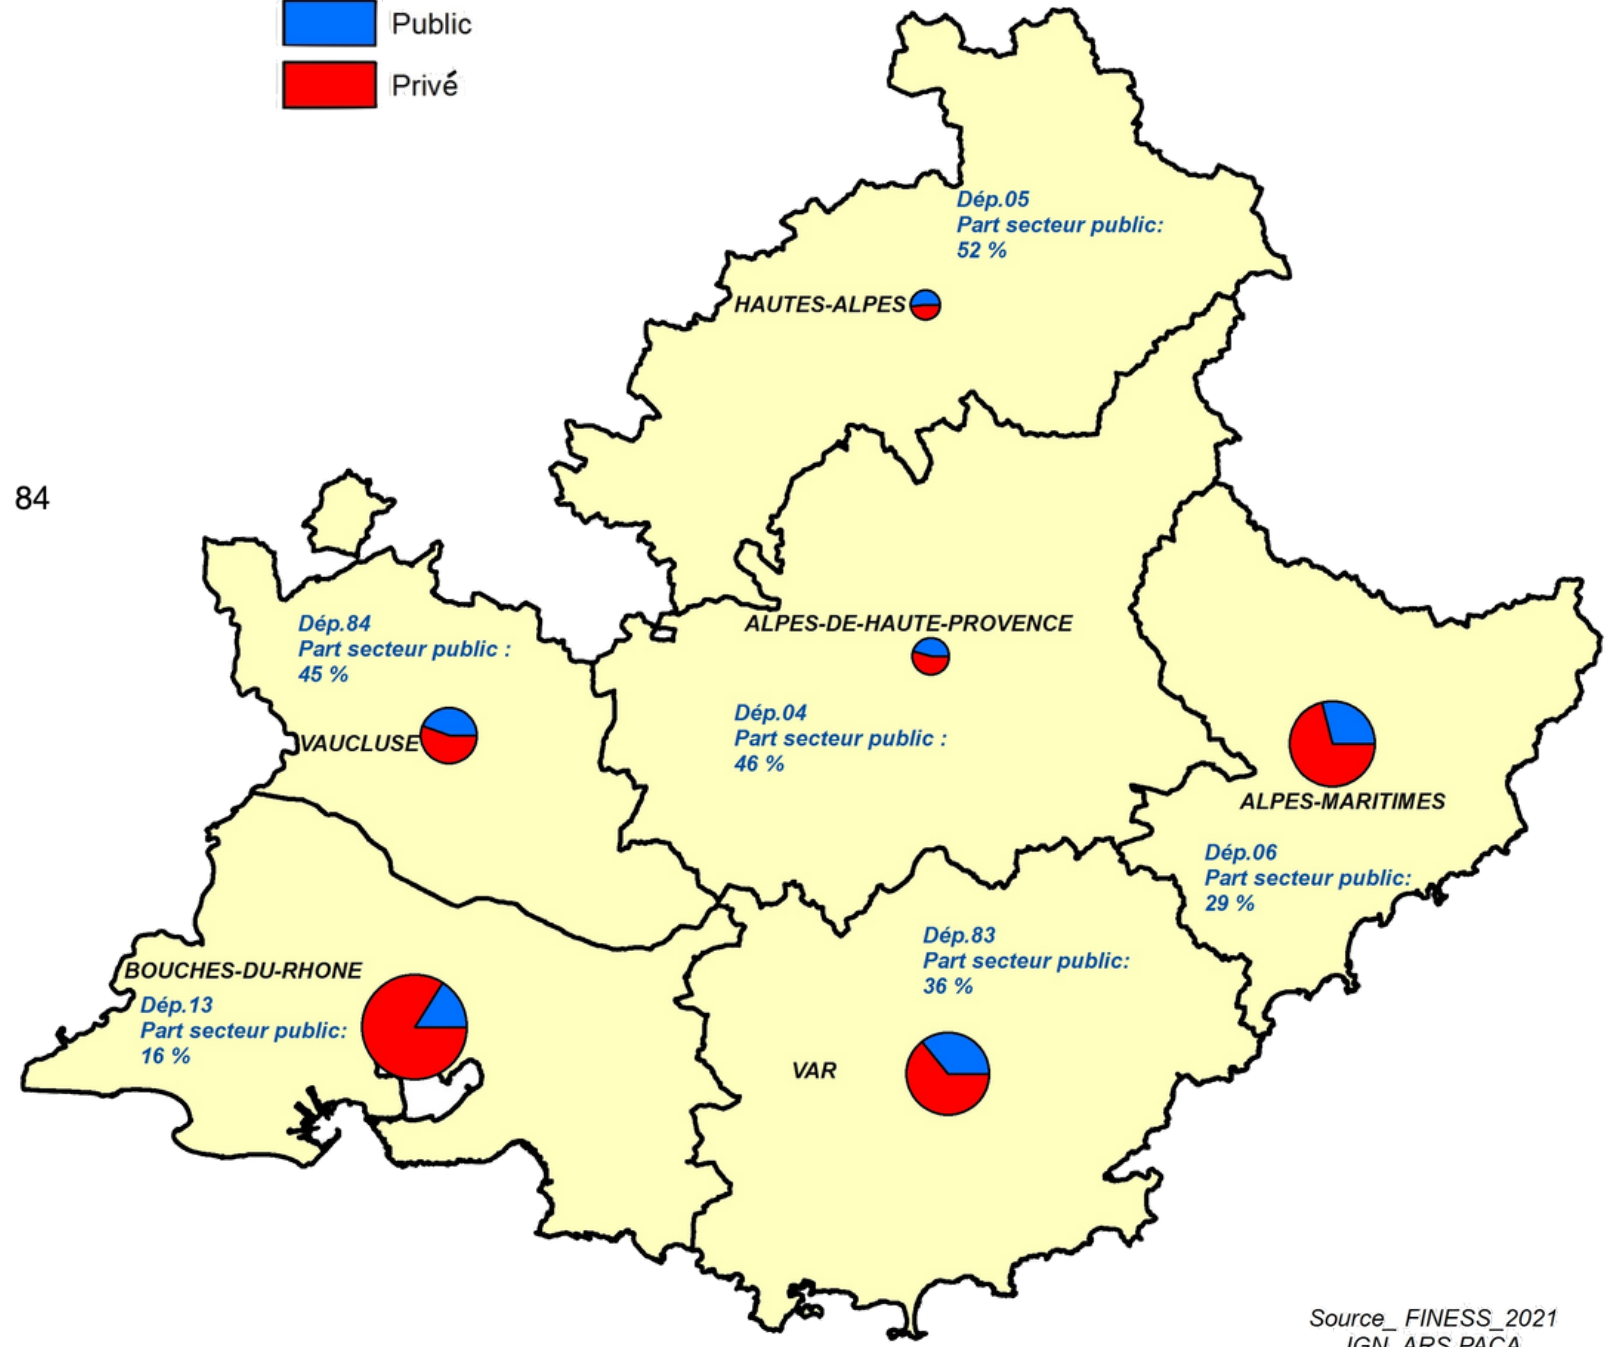 Public
Privé
Dép.05
Part secteur public:
52 %
HAUTES-ALPES
84
Dép.84
Part secteur public :
45 %
VAUCLUSE
ALPES-DE-HAUTE-PROVENCE
Dép.04
Part secteur public :
46 %
ALPES-MARITIMES
Dép.06
Part secteur public:
29 %
BOUCHES-DU-RHONE
Dép.13
Part secteur public:
16 %
Dép.83
Part secteur public:
36 %
VAR
Source_ FINESS_2021
IGN_ARS PACA